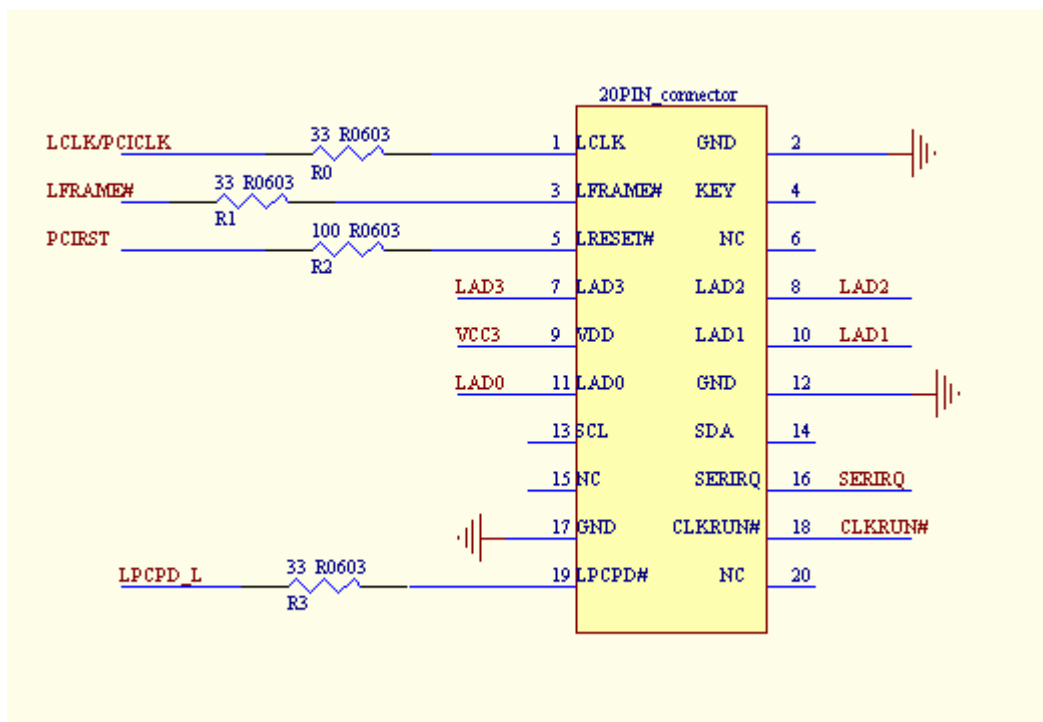 20PIN_connector
LCLK/PCICLK 33 R0603 R0 1 LCLK GND 2
LFRAME# 33 R0603 R1 3 LFRAME# KEY 4
PCIRST 100 R0603 R2 5 LRESET# NC 6
LAD3 7 LAD3 LAD2 8 LAD2
VCC3 9 VDD LAD1 10 LAD1
LAD0 11 LAD0 GND 12
13 SCL SDA 14
15 NC SERIRQ 16 SERIRQ
17 GND CLKRUN# 18 CLKRUN#
LPCPD_L 33 R0603 R3 19 LPCPD# NC 20